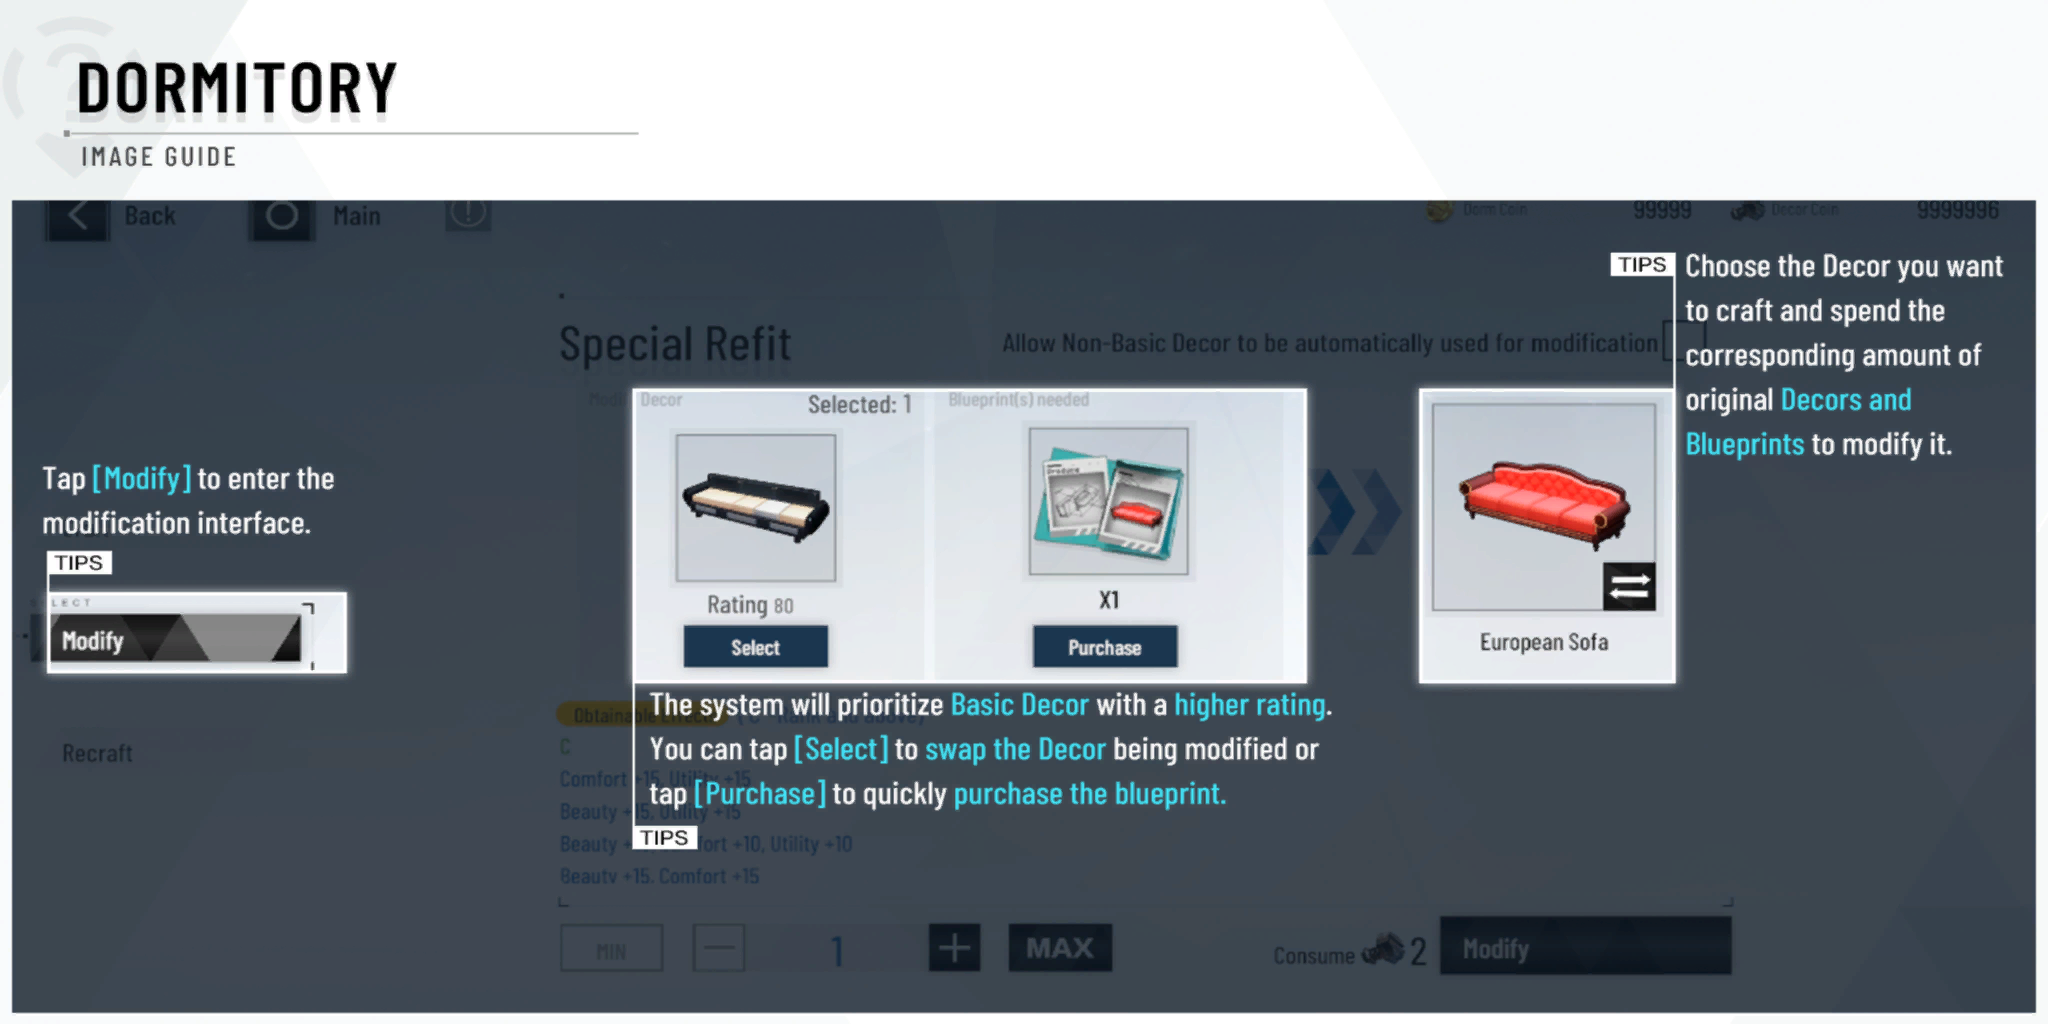 DORMITORY
IMAGE GUIDE
Back
Main
Dorm Coin
99999
Decor Coin
9999996
TIPS
Choose the Decor you want
to craft and spend the
corresponding amount of
original Decors and
Blueprints to modify it.
Special Refit
Allow Non-Basic Decor to be automatically used for modification
Decor
Selected: 1
Blueprint(s) needed
Tap [Modify] to enter the
modification interface.
TIPS
Modify
Rating 80
Select
X1
Purchase
European Sofa
The system will prioritize Basic Decor with a higher rating.
You can tap [Select] to swap the Decor being modified or
tap [Purchase] to quickly purchase the blueprint.
TIPS
Recraft
C
Comfort +15, Utility +15
Beauty +15, Utility +15
Beauty +10, Utility +10
Beauty +15, Comfort +15
MIN
1
MAX
Consume 2
Modify